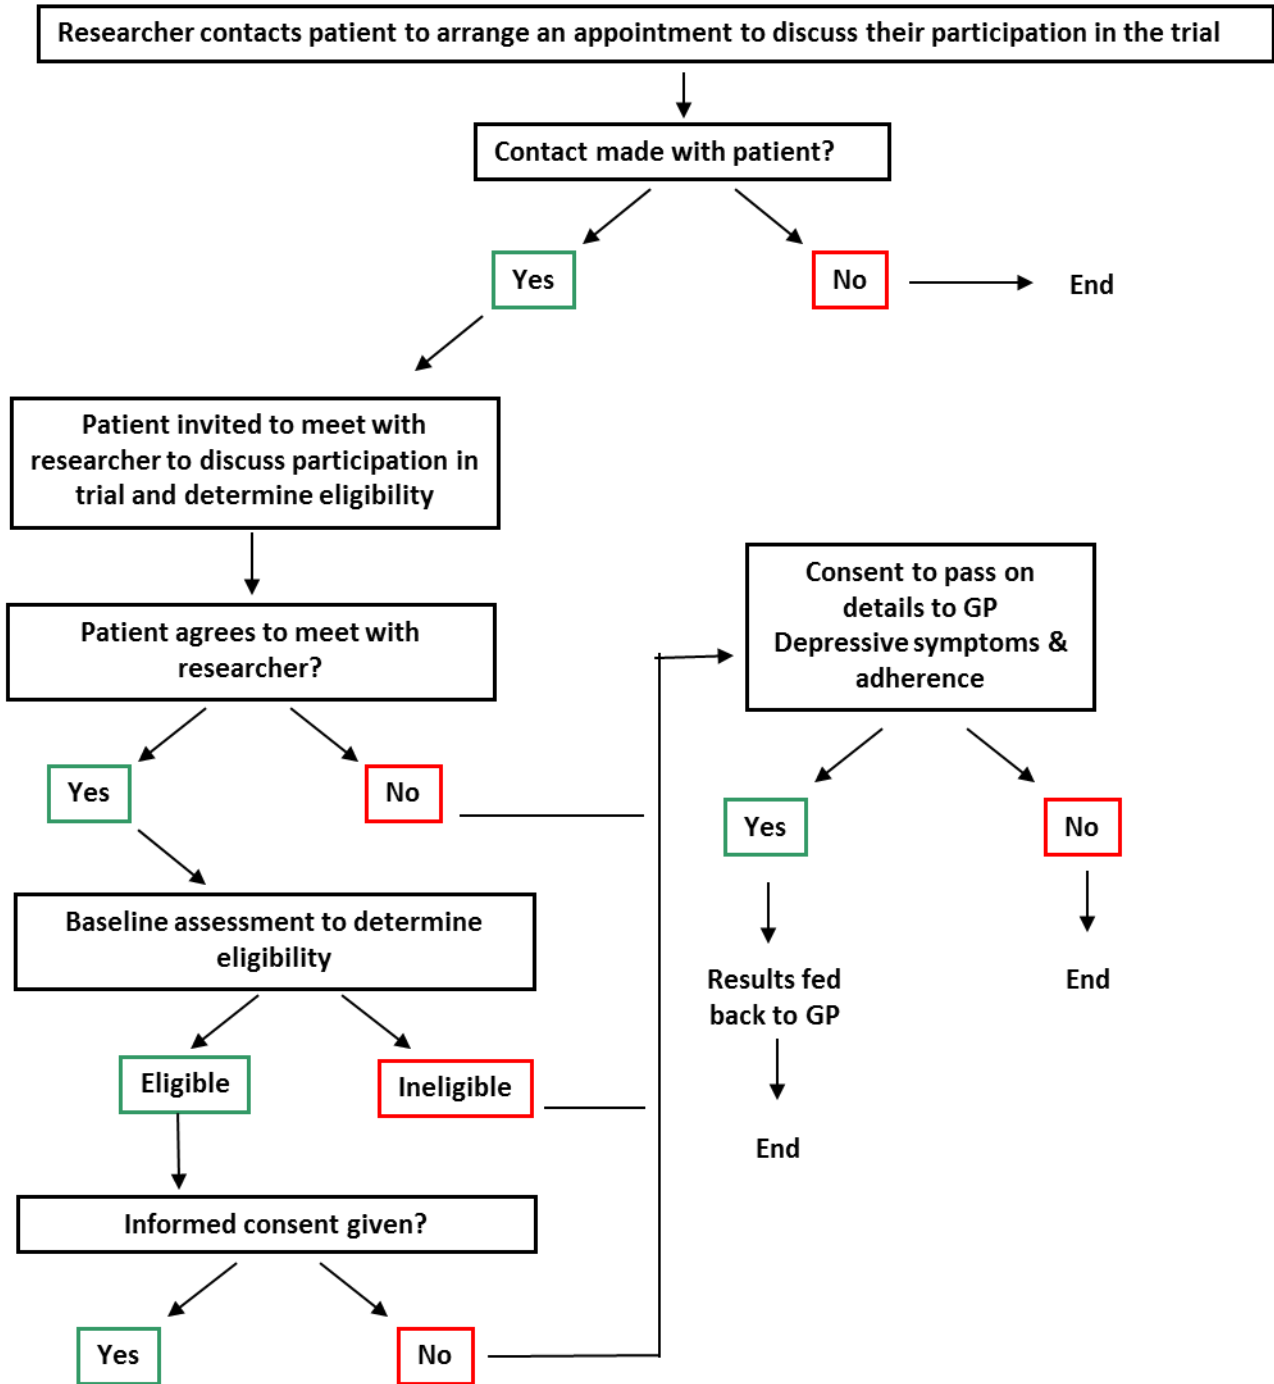 Researcher contacts patient to arrange an appointment to discuss their participation in the trial
Contact made with patient?
Yes
No
End
Patient invited to meet with
researcher to discuss participation in
trial and determine eligibility
Patient agrees to meet with
researcher?
Yes
No
Baseline assessment to determine
eligibility
Eligible
Ineligible
Informed consent given?
Yes
No
Consent to pass on
details to GP
Depressive symptoms &
adherence
Yes
No
Results fed
back to GP
End
End